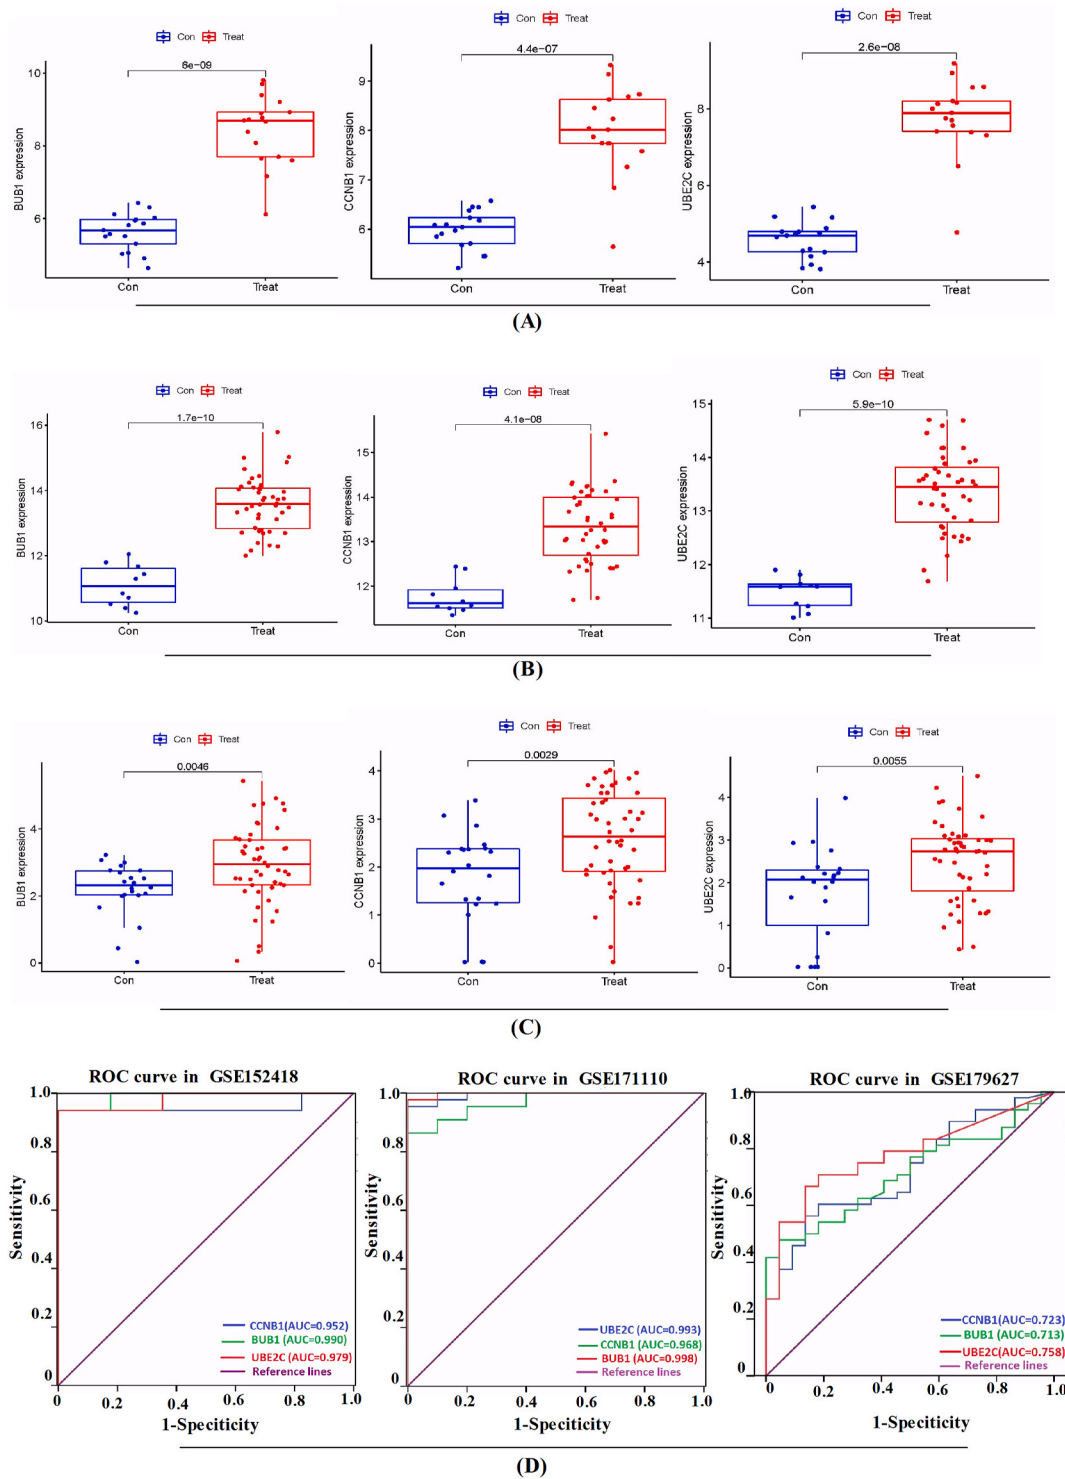 Con Treat
6e-09
BUB1 expression
10
8
6
Con Treat
Con Treat
4.4e-07
CCNB1 expression
9
8
7
6
Con Treat
Con Treat
2.6e-08
UBE2C expression
8
6
4
Con Treat
(A)
Con Treat
1.7e-10
BUB1 expression
16
14
12
10
Con Treat
Con Treat
4.1e-08
CCNB1 expression
15
14
13
12
Con Treat
Con Treat
5.9e-10
UBE2C expression
15
14
13
12
11
Con Treat
(B)
Con Treat
0.0046
BUB1 expression
4
2
0
Con Treat
Con Treat
0.0029
CCNB1 expression
4
3
2
1
0
Con Treat
Con Treat
0.0055
UBE2C expression
4
3
2
1
0
Con Treat
(C)
ROC curve in GSE152418
Sensitivity
1.0
0.8
0.6
0.4
0.2
0
CCNB1(AUC=0.952)
BUB1 (AUC=0.990)
UBE2C (AUC=0.979)
Reference lines
0 0.2 0.4 0.6 0.8 1.0
1-Speciticity
ROC curve in GSE171110
Sensitivity
1.0
0.8
0.6
0.4
0.2
0
UBE2C (AUC=0.993)
CCNB1 (AUC=0.968)
BUB1 (AUC=0.998)
Reference lines
0 0.2 0.4 0.6 0.8 1.0
1-Speciticity
ROC curve in GSE179627
Sensitivity
1.0
0.8
0.6
0.4
0.2
0
CCNB1(AUC=0.723)
BUB1 (AUC=0.713)
UBE2C(AUC=0.758)
Reference lines
0 0.2 0.4 0.6 0.8 1.0
1-Speciticity
(D)